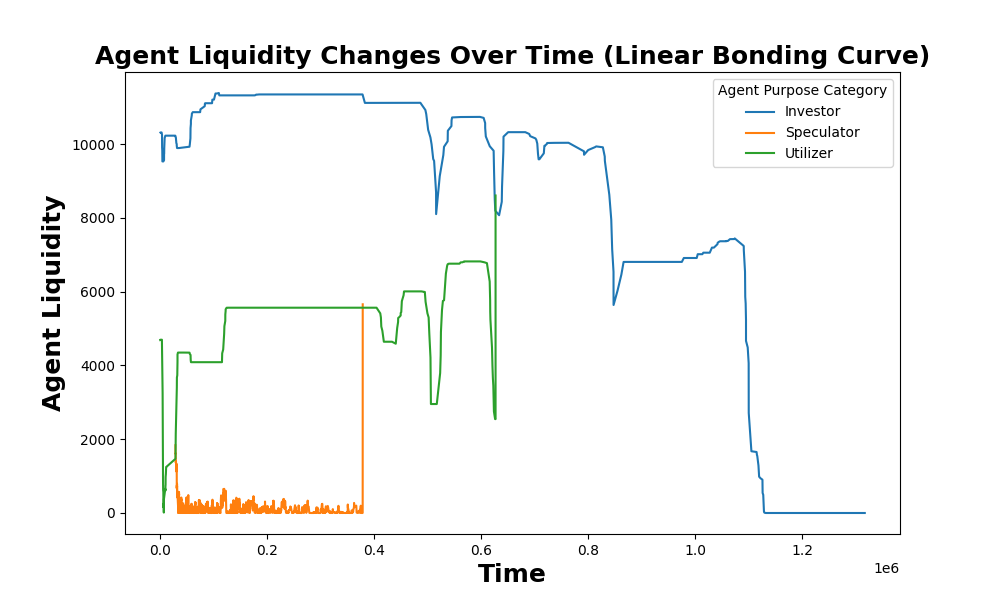 Agent Liquidity Changes Over Time (Linear Bonding Curve)
Agent Purpose Category
Investor
Speculator
Utilizer
Agent Liquidity
10000
8000
6000
4000
2000
0
0.0 0.2 0.4 0.6 0.8 1.0 1.2
1e6
Time